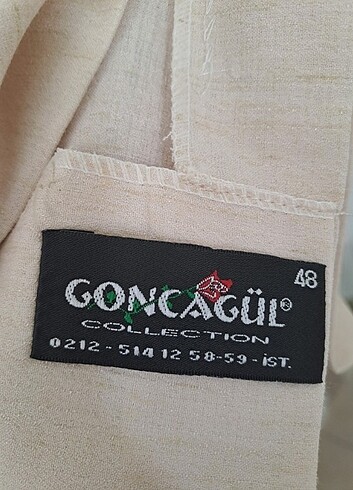 48
GONCAGÜL®
COLLECTION
0212 - 514 12 58-59 - İST.